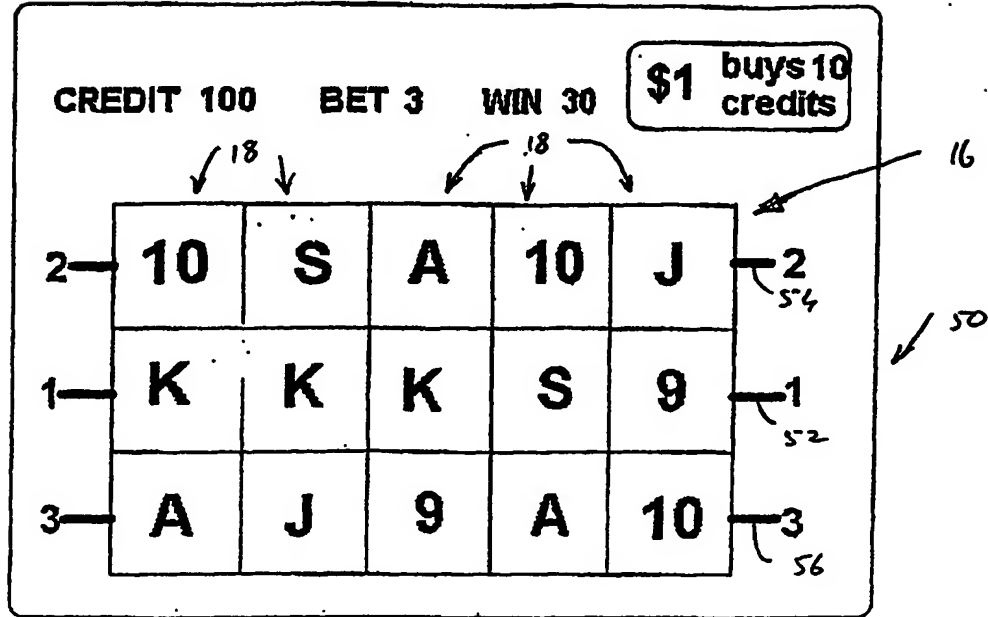 $1 buys 10
credits
CREDIT 100 BET 3 WIN 30
18 18 16
2 10 S A 10 J 2
54
50
1 K K K S 9 1
52
3 A J 9 A 10 3
56